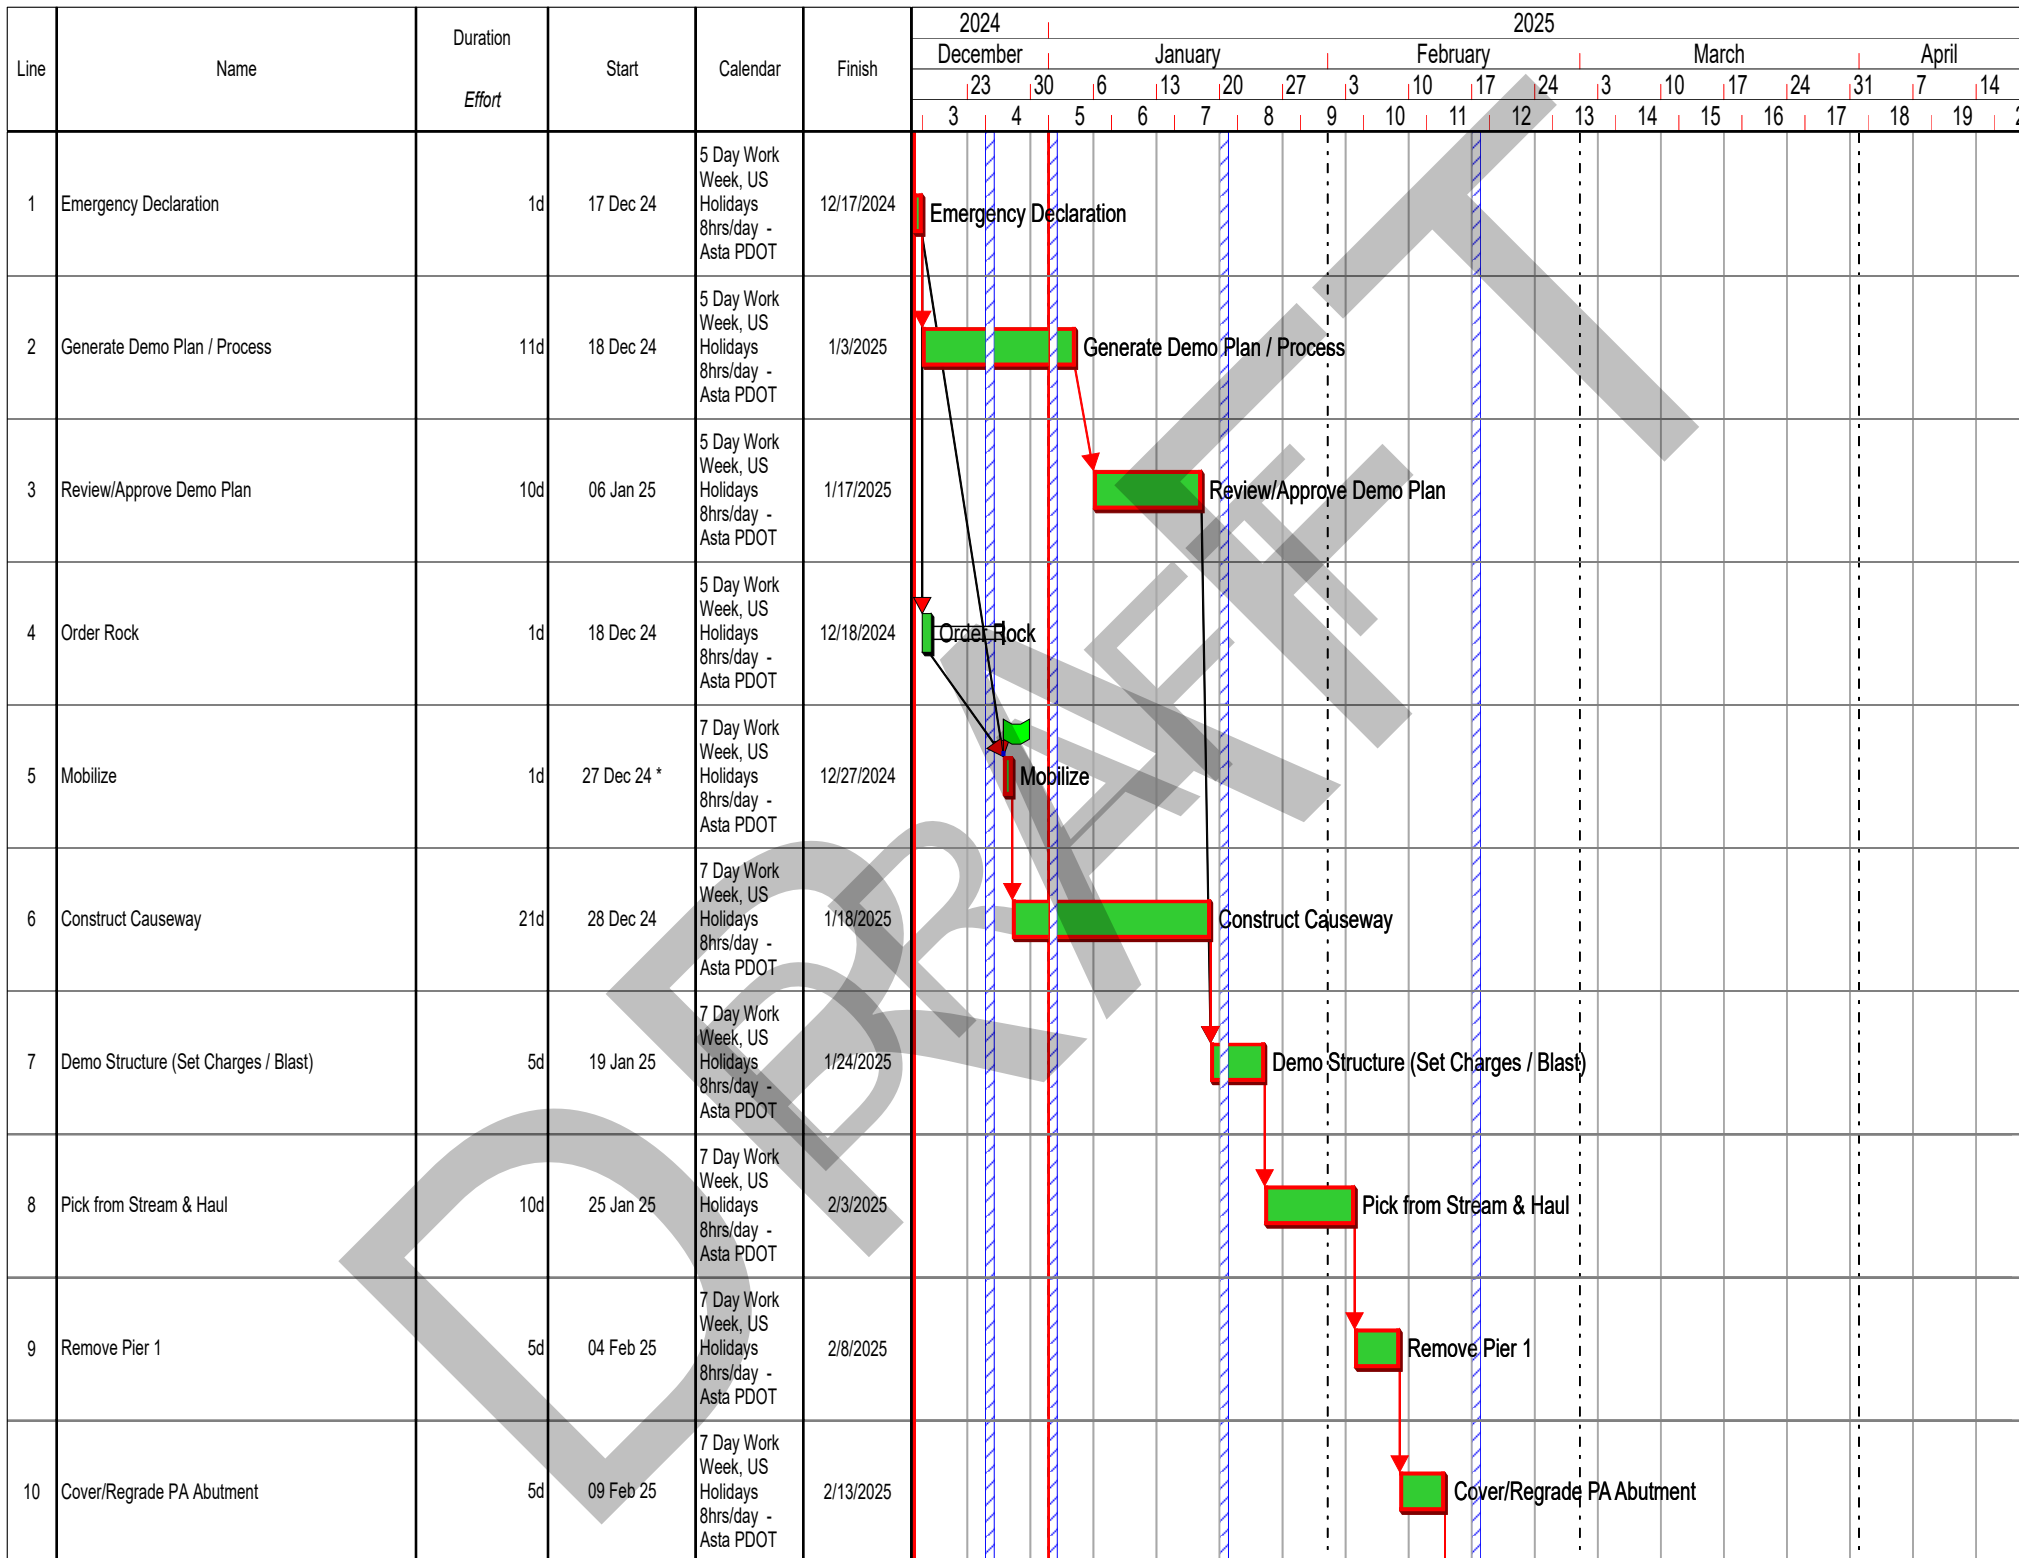 Line Name Duration Effort Start Calendar Finish
2024 2025
December January February March April
23 30 6 13 20 27 3 10 17 24 3 10 17 24 31 7 14
3 4 5 6 7 8 9 10 11 12 13 14 15 16 17 18 19
1 Emergency Declaration 1d 17 Dec 24
5 Day Work
Week, US
Holidays
8hrs/day -
Asta PDOT
12/17/2024
Emergency Declaration
2 Generate Demo Plan / Process 11d 18 Dec 24
5 Day Work
Week, US
Holidays
8hrs/day -
Asta PDOT
1/3/2025
Generate Demo Plan / Process
3 Review/Approve Demo Plan 10d 06 Jan 25
5 Day Work
Week, US
Holidays
8hrs/day -
Asta PDOT
1/17/2025
Review/Approve Demo Plan
4 Order Rock 1d 18 Dec 24
5 Day Work
Week, US
Holidays
8hrs/day -
Asta PDOT
12/18/2024
Order Rock
5 Mobilize 1d 27 Dec 24 *
7 Day Work
Week, US
Holidays
8hrs/day -
Asta PDOT
12/27/2024
Mobilize
6 Construct Causeway 21d 28 Dec 24
7 Day Work
Week, US
Holidays
8hrs/day -
Asta PDOT
1/18/2025
Construct Causeway
7 Demo Structure (Set Charges / Blast) 5d 19 Jan 25
7 Day Work
Week, US
Holidays
8hrs/day -
Asta PDOT
1/24/2025
Demo Structure (Set Charges / Blast)
8 Pick from Stream & Haul 10d 25 Jan 25
7 Day Work
Week, US
Holidays
8hrs/day -
Asta PDOT
2/3/2025
Pick from Stream & Haul
9 Remove Pier 1 5d 04 Feb 25
7 Day Work
Week, US
Holidays
8hrs/day -
Asta PDOT
2/8/2025
Remove Pier 1
10 Cover/Regrade PA Abutment 5d 09 Feb 25
7 Day Work
Week, US
Holidays
8hrs/day -
Asta PDOT
2/13/2025
Cover/Regrade PA Abutment
DRAFT
DRAFT